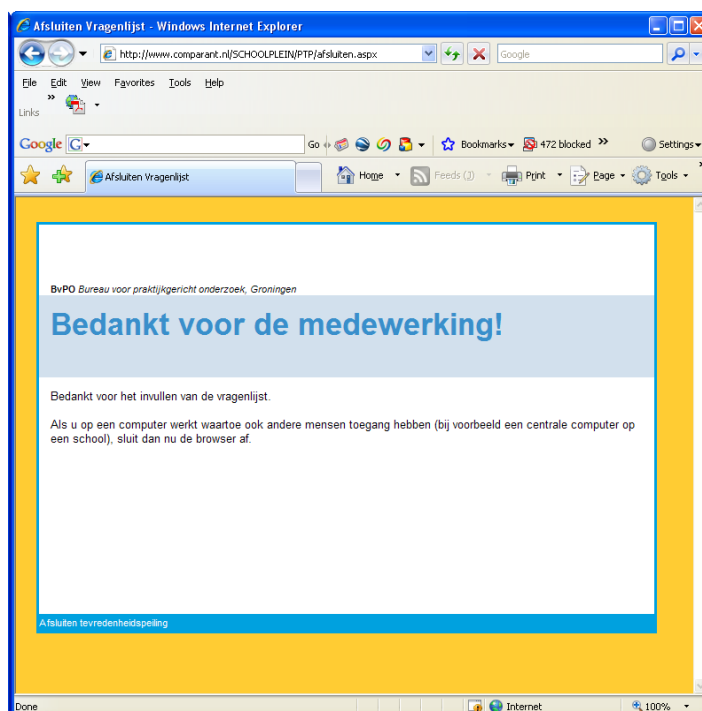 Afsluiten Vragenlijst - Windows Internet Explorer
http://www.comparant.nl/SCHOOLPLEIN/PTP/afsluiten.aspx
Google
File Edit View Favorites Tools Help
Links »
Google G Go Bookmarks 472 blocked » Settings
Afsluiten Vragenlijst Home Feeds (J) Print Page Tools »
BvPO Bureau voor praktijkgericht onderzoek, Groningen
Bedankt voor de medewerking!
Bedankt voor het invullen van de vragenlijst.
Als u op een computer werkt waartoe ook andere mensen toegang hebben (bij voorbeeld een centrale computer op
een school), sluit dan nu de browser af.
Afsluiten tevredenheidspeiling
Done Internet 100%